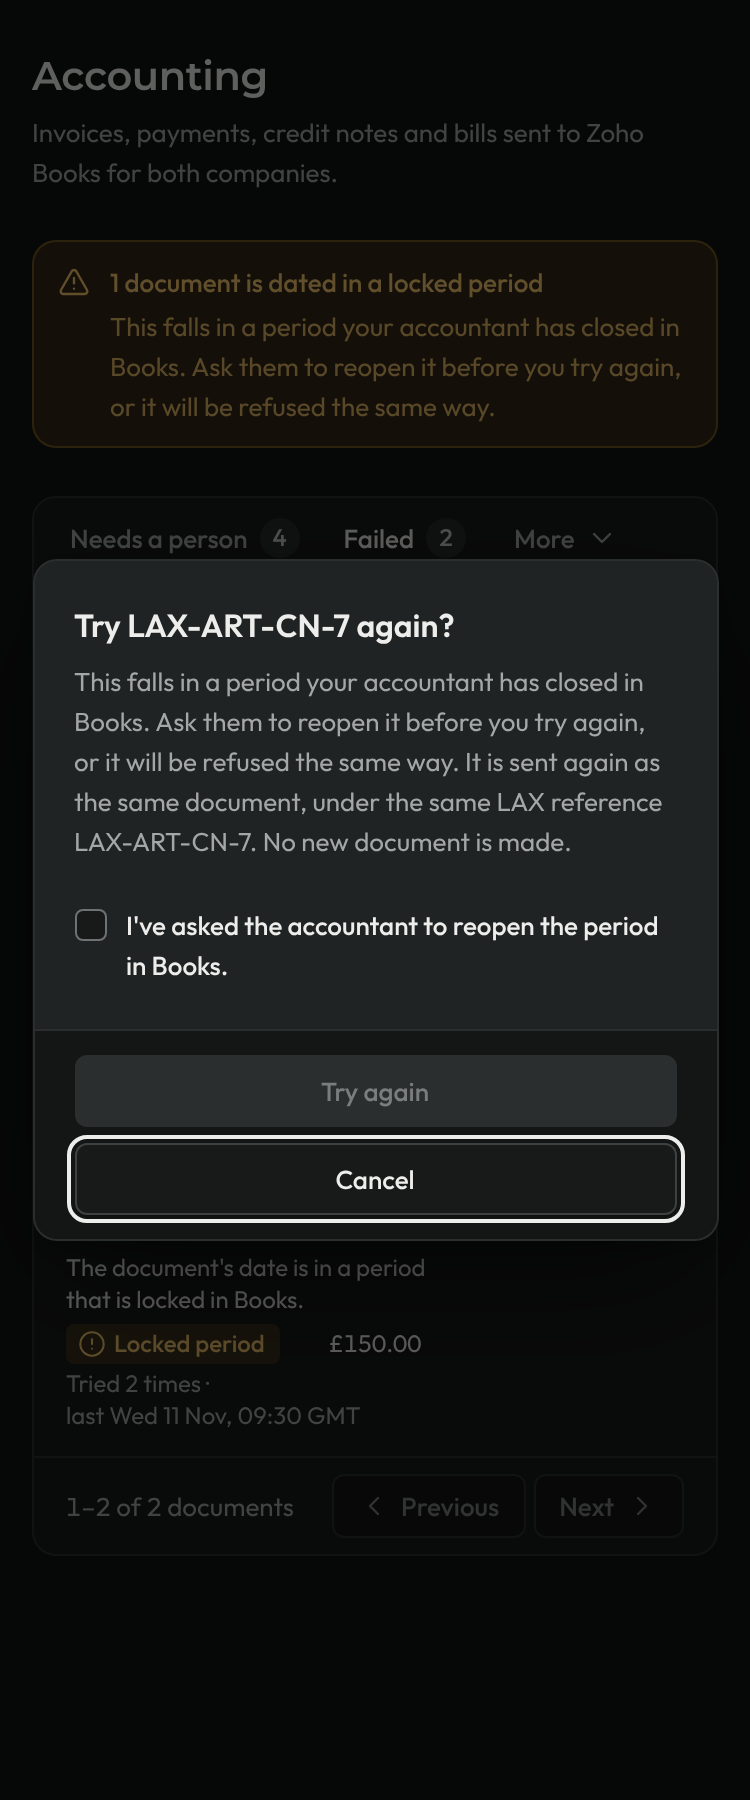 Accounting
Invoices, payments, credit notes and bills sent to Zoho
Books for both companies.
1 document is dated in a locked period
This falls in a period your accountant has closed in
Books. Ask them to reopen it before you try again,
or it will be refused the same way.
Needs a person 4 Failed 2 More
Try LAX-ART-CN-7 again?
This falls in a period your accountant has closed in
Books. Ask them to reopen it before you try again,
or it will be refused the same way. It is sent again as
the same document, under the same LAX reference
LAX-ART-CN-7. No new document is made.
I've asked the accountant to reopen the period
in Books.
Try again
Cancel
The document's date is in a period
that is locked in Books.
Locked period £150.00
Tried 2 times ·
last Wed 11 Nov, 09:30 GMT
1–2 of 2 documents Previous Next